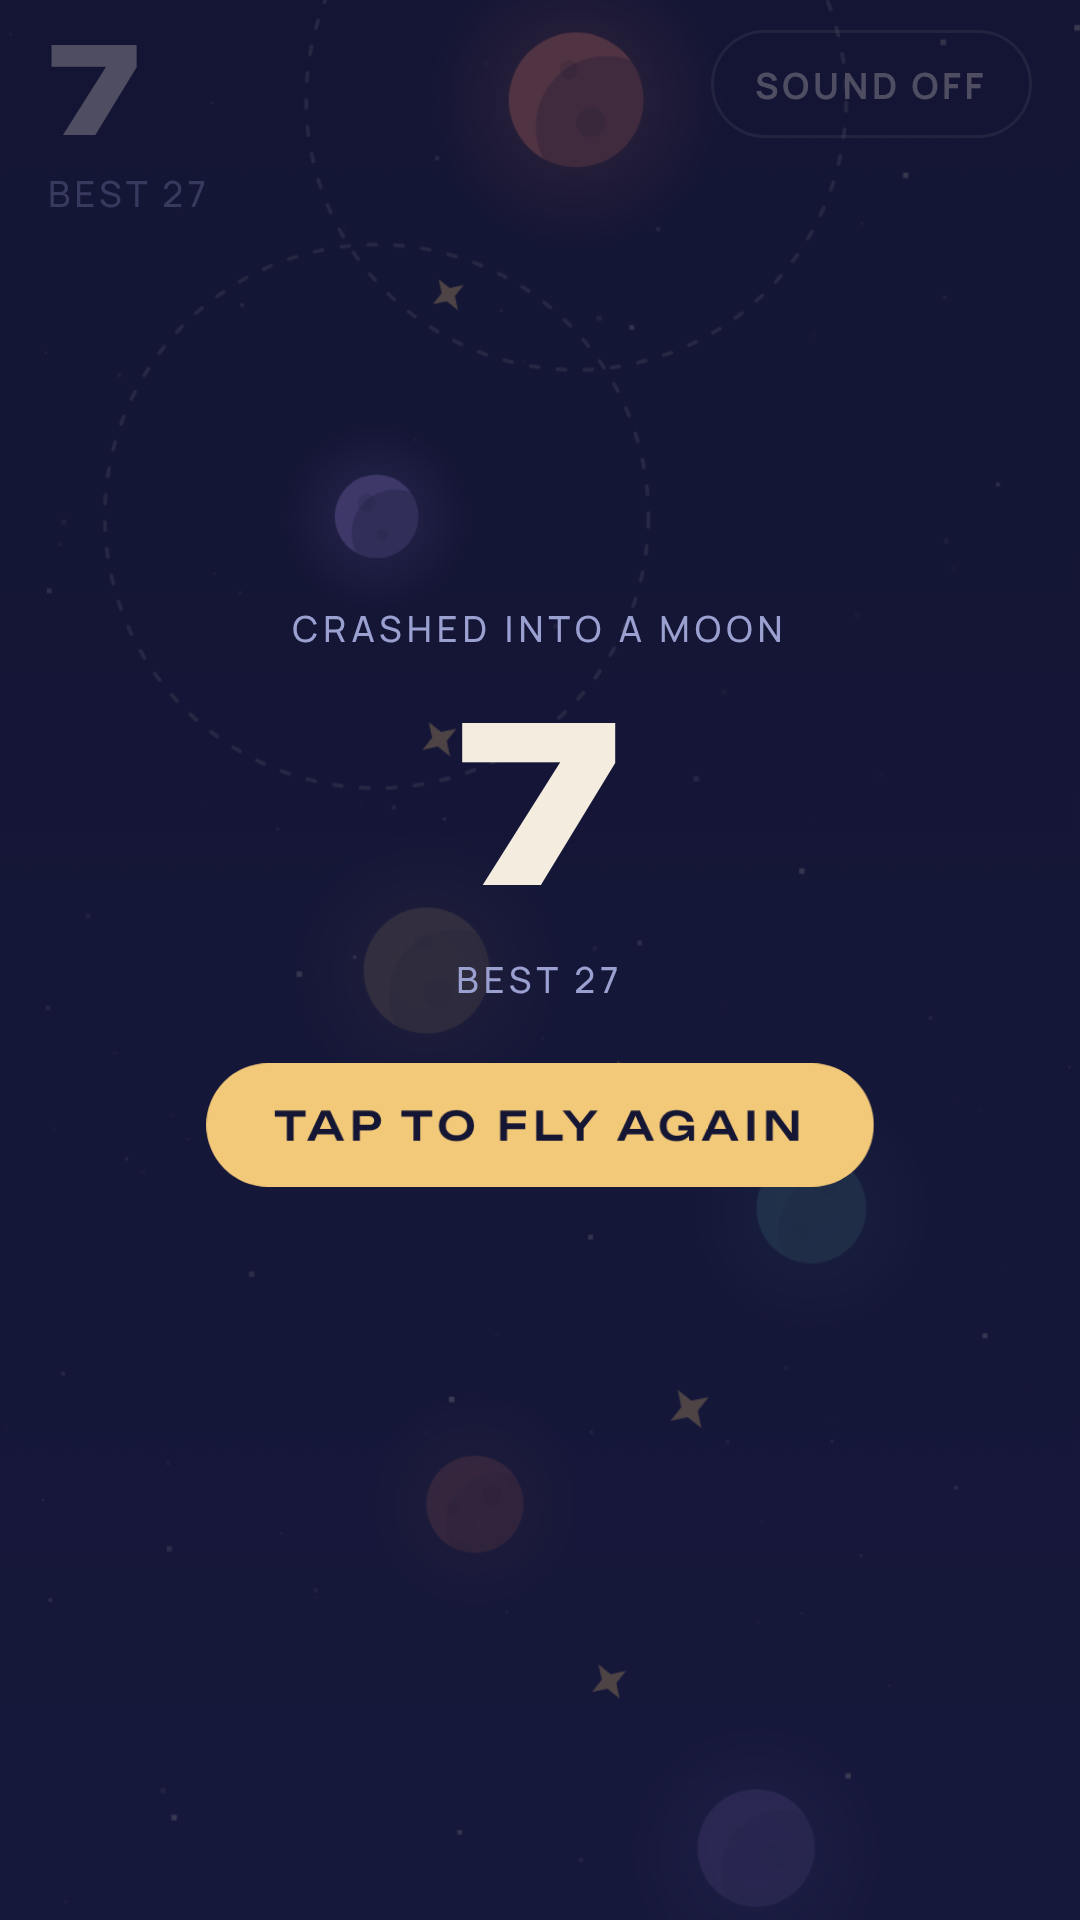 7
SOUND OFF
BEST 27
CRASHED INTO A MOON
7
BEST 27
TAP TO FLY AGAIN